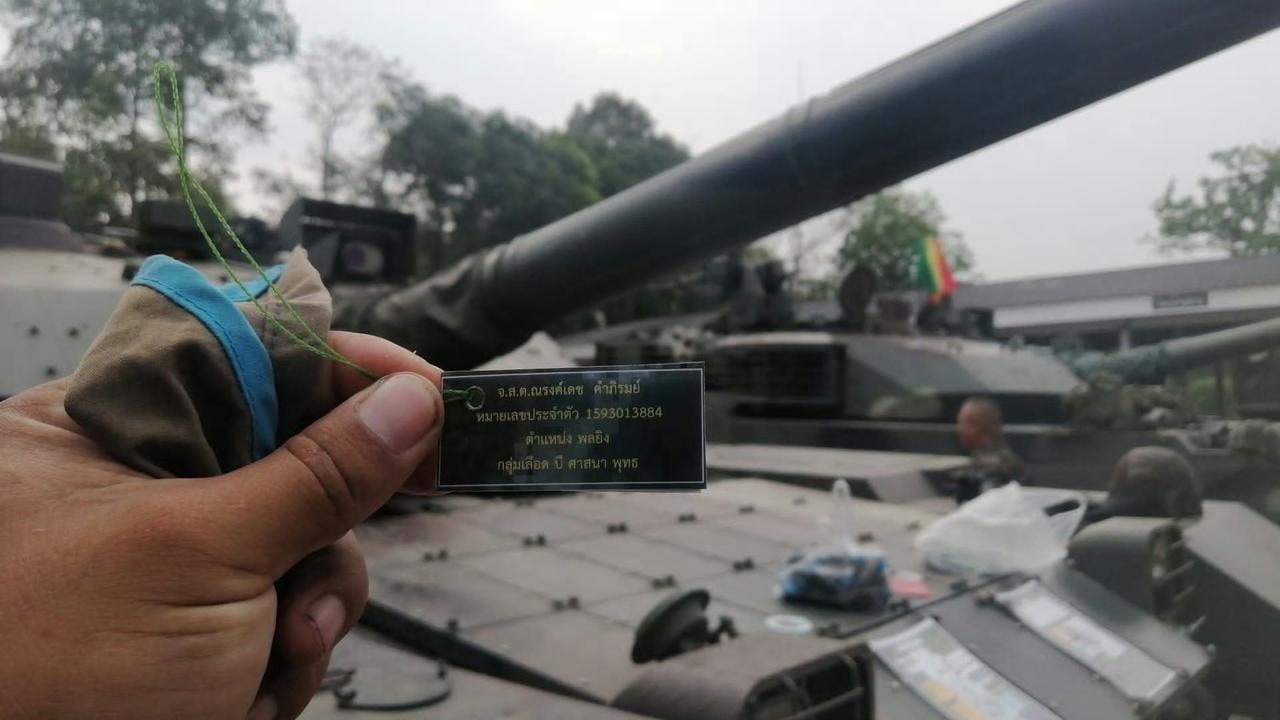 จ.ส.ต.ณรงค์เดช คำภิรมย์
หมายเลขประจำตัว 1593013884
ตำแหน่ง พลยิง
กลุ่มเลือด บี ศาสนา พุทธ